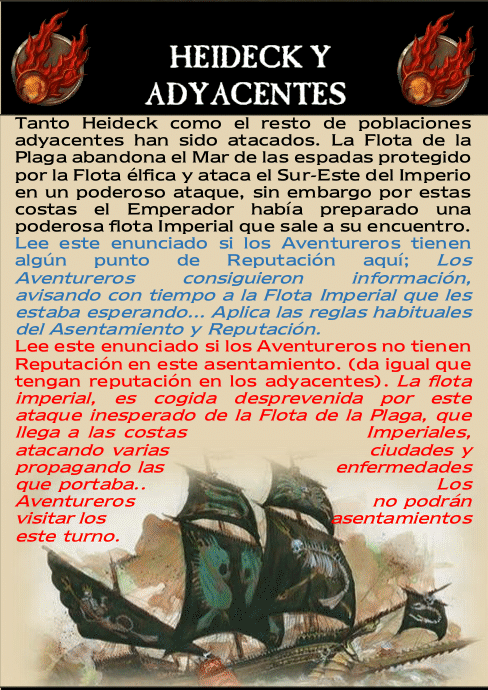 HEIDECK Y
ADYACENTES
Tanto Heideck como el resto de poblaciones
adyacentes han sido atacados. La Flota de la
Plaga abandona el Mar de las espadas protegido
por la Flota élfica y ataca el Sur-Este del Imperio
en un poderoso ataque, sin embargo por estas
costas el Emperador había preparado una
poderosa flota Imperial que sale a su encuentro.
Lee este enunciado si los Aventureros tienen
algún punto de Reputación aquí; Los
Aventureros consiguieron información,
avisando con tiempo a la Flota Imperial que les
estaba esperando... Aplica las reglas habituales
del Asentamiento y Reputación.
Lee este enunciado si los Aventureros no tienen
Reputación en este asentamiento. (da igual que
tengan reputación en los adyacentes). La flota
imperial, es cogida desprevenida por este
ataque inesperado de la Flota de la Plaga, que
llega a las costas Imperiales,
atacando varias ciudades y
propagando las enfermedades
que portaba.. Los
Aventureros no podrán
visitar los asentamientos
este turno.